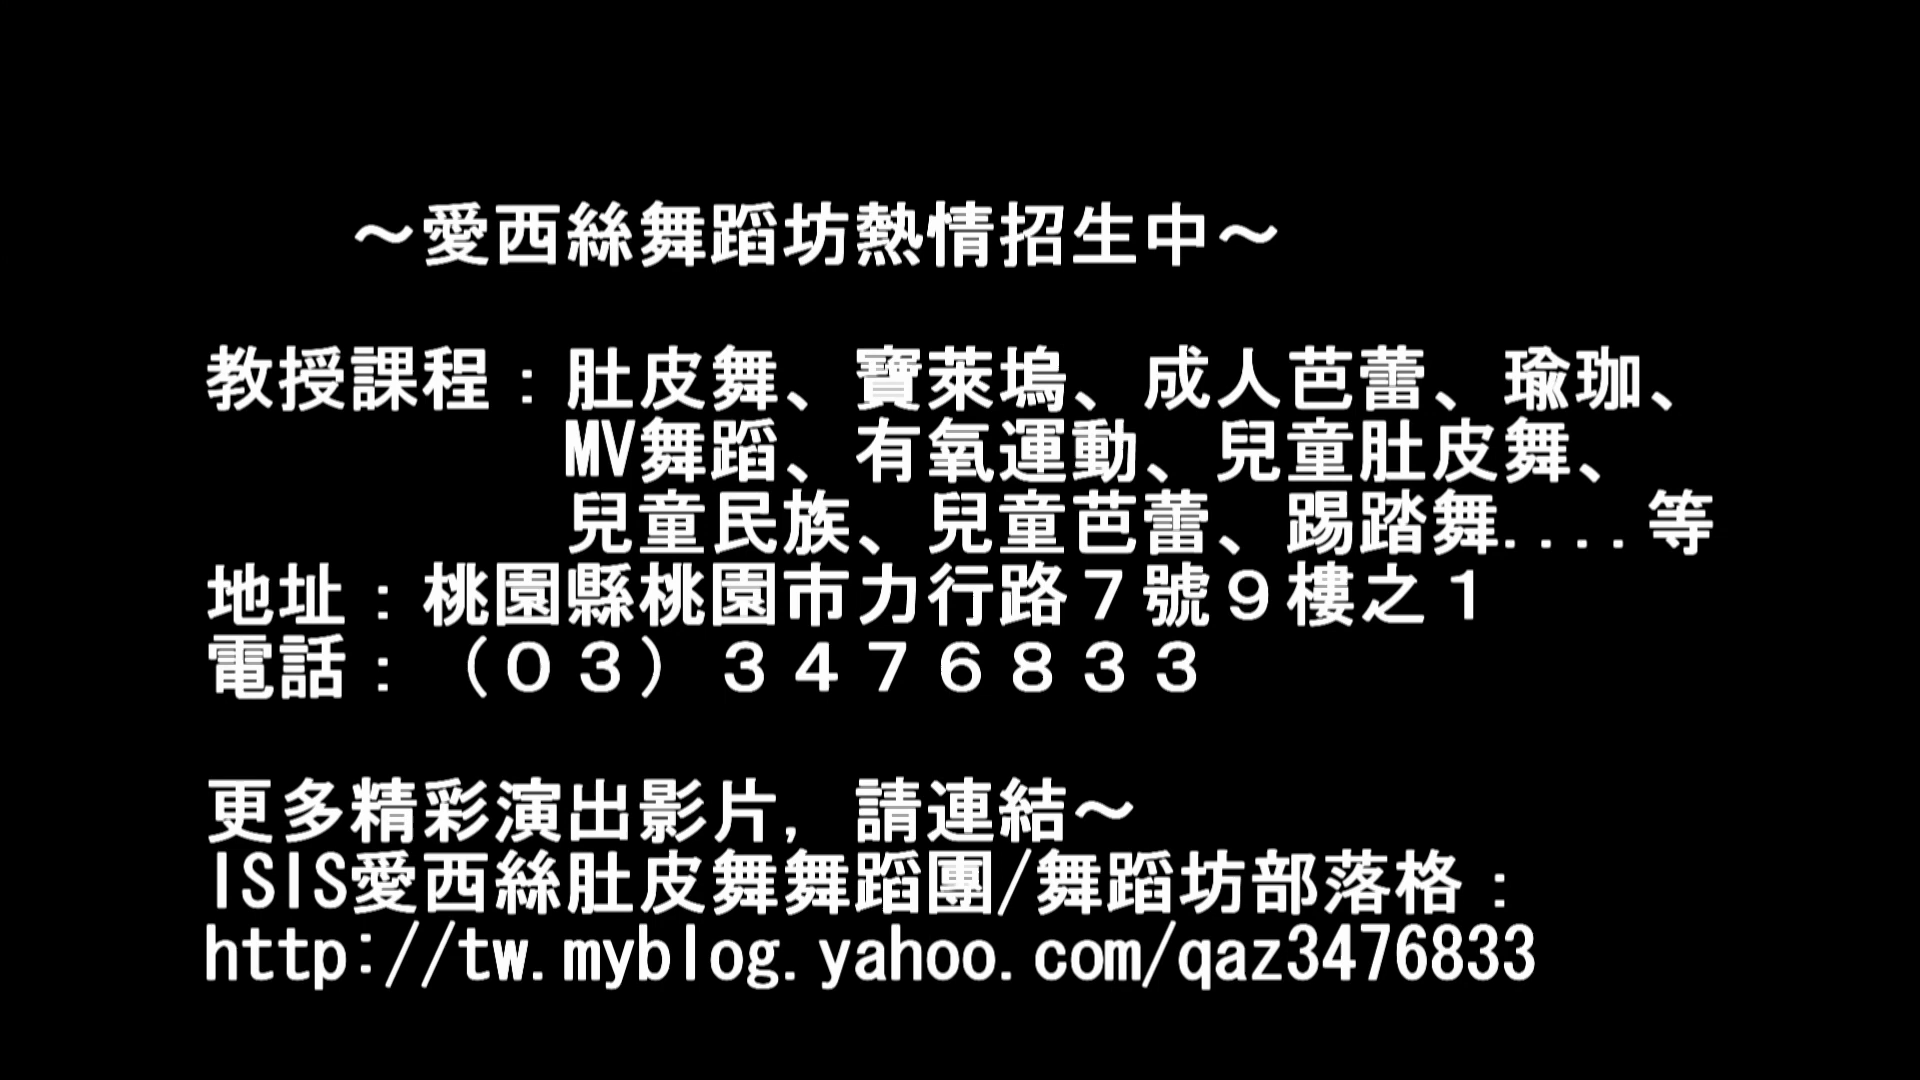 ～愛西絲舞蹈坊熱情招生中～
教授課程：肚皮舞、寶萊塢、成人芭蕾、瑜珈、
MV舞蹈、有氧運動、兒童肚皮舞、
兒童民族、兒童芭蕾、踢踏舞....等
地址：桃園縣桃園市力行路７號９樓之１
電話：（０３）３４７６８３３
更多精彩演出影片, 請連結～
ISIS愛西絲肚皮舞舞蹈團/舞蹈坊部落格：
http://tw.myblog.yahoo.com/qaz3476833